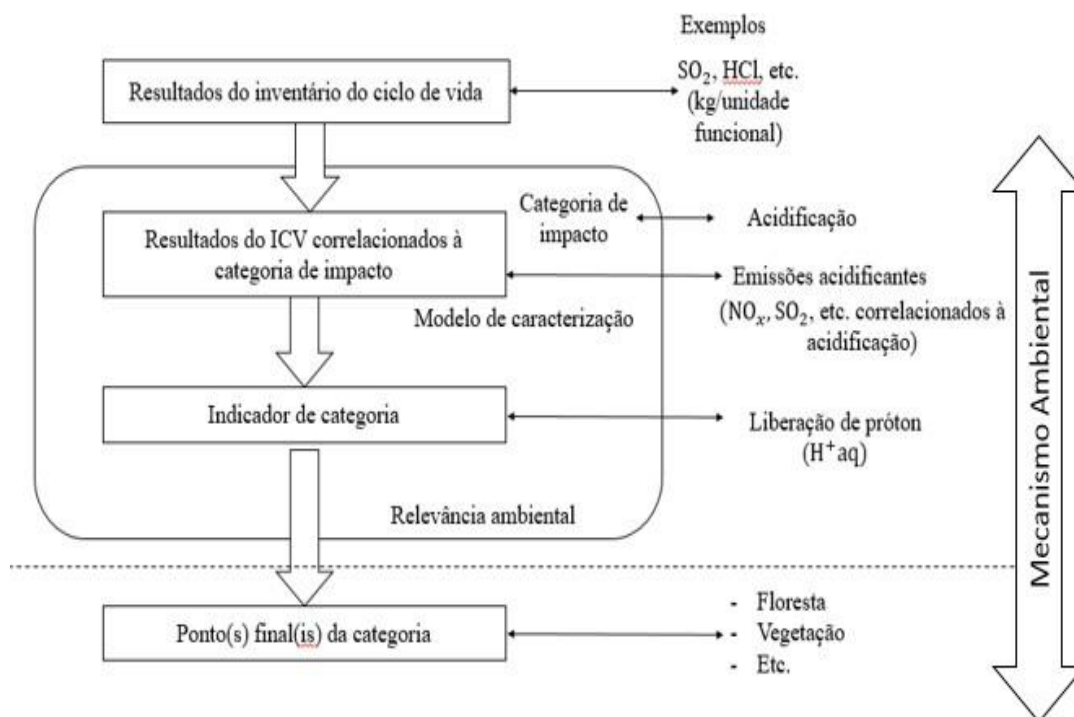 Exemplos
Resultados do inventário do ciclo de vida
SO₂, HCl, etc.
(kg/unidade
funcional)
Categoria de
impacto
Acidificação
Resultados do ICV correlacionados à
categoria de impacto
Emissões acidificantes
(NOₓ, SO₂, etc. correlacionados à
acidificação)
Modelo de caracterização
Indicador de categoria
Liberação de próton
(H⁺aq)
Relevância ambiental
Mecanismo Ambiental
Ponto(s) final(is) da categoria
- Floresta
- Vegetação
- Etc.